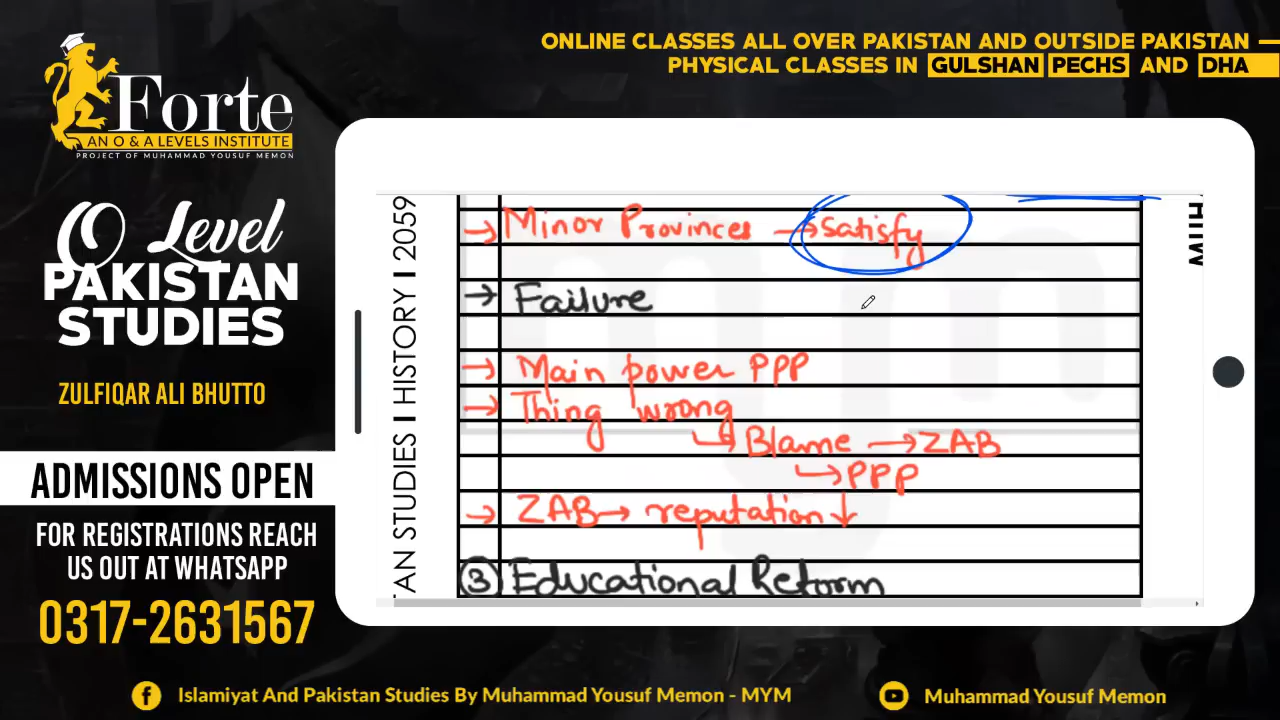 Forte
AN O & A LEVELS INSTITUTE
PROJECT OF MUHAMMAD YOUSUF MEMON
ONLINE CLASSES ALL OVER PAKISTAN AND OUTSIDE PAKISTAN
PHYSICAL CLASSES IN GULSHAN PECHS AND DHA
O Level
PAKISTAN
STUDIES
ZULFIQAR ALI BHUTTO
ADMISSIONS OPEN
FOR REGISTRATIONS REACH
US OUT AT WHATSAPP
0317-2631567
AN STUDIES I HISTORY I 2059
→ Minor Provinces → Satisfy
→ Failure
→ Main power PPP
→ Thing wrong
↳ Blame → ZAB
↳ PPP
→ ZAB → reputation ↓
③ Educational Reform
Islamiyat And Pakistan Studies By Muhammad Yousuf Memon - MYM
Muhammad Yousuf Memon